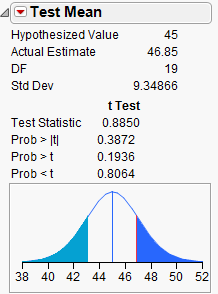 Test Mean
Hypothesized Value 45
Actual Estimate 46.85
DF 19
Std Dev 9.34866
t Test
Test Statistic 0.8850
Prob > |t| 0.3872
Prob > t 0.1936
Prob < t 0.8064
38 40 42 44 46 48 50 52